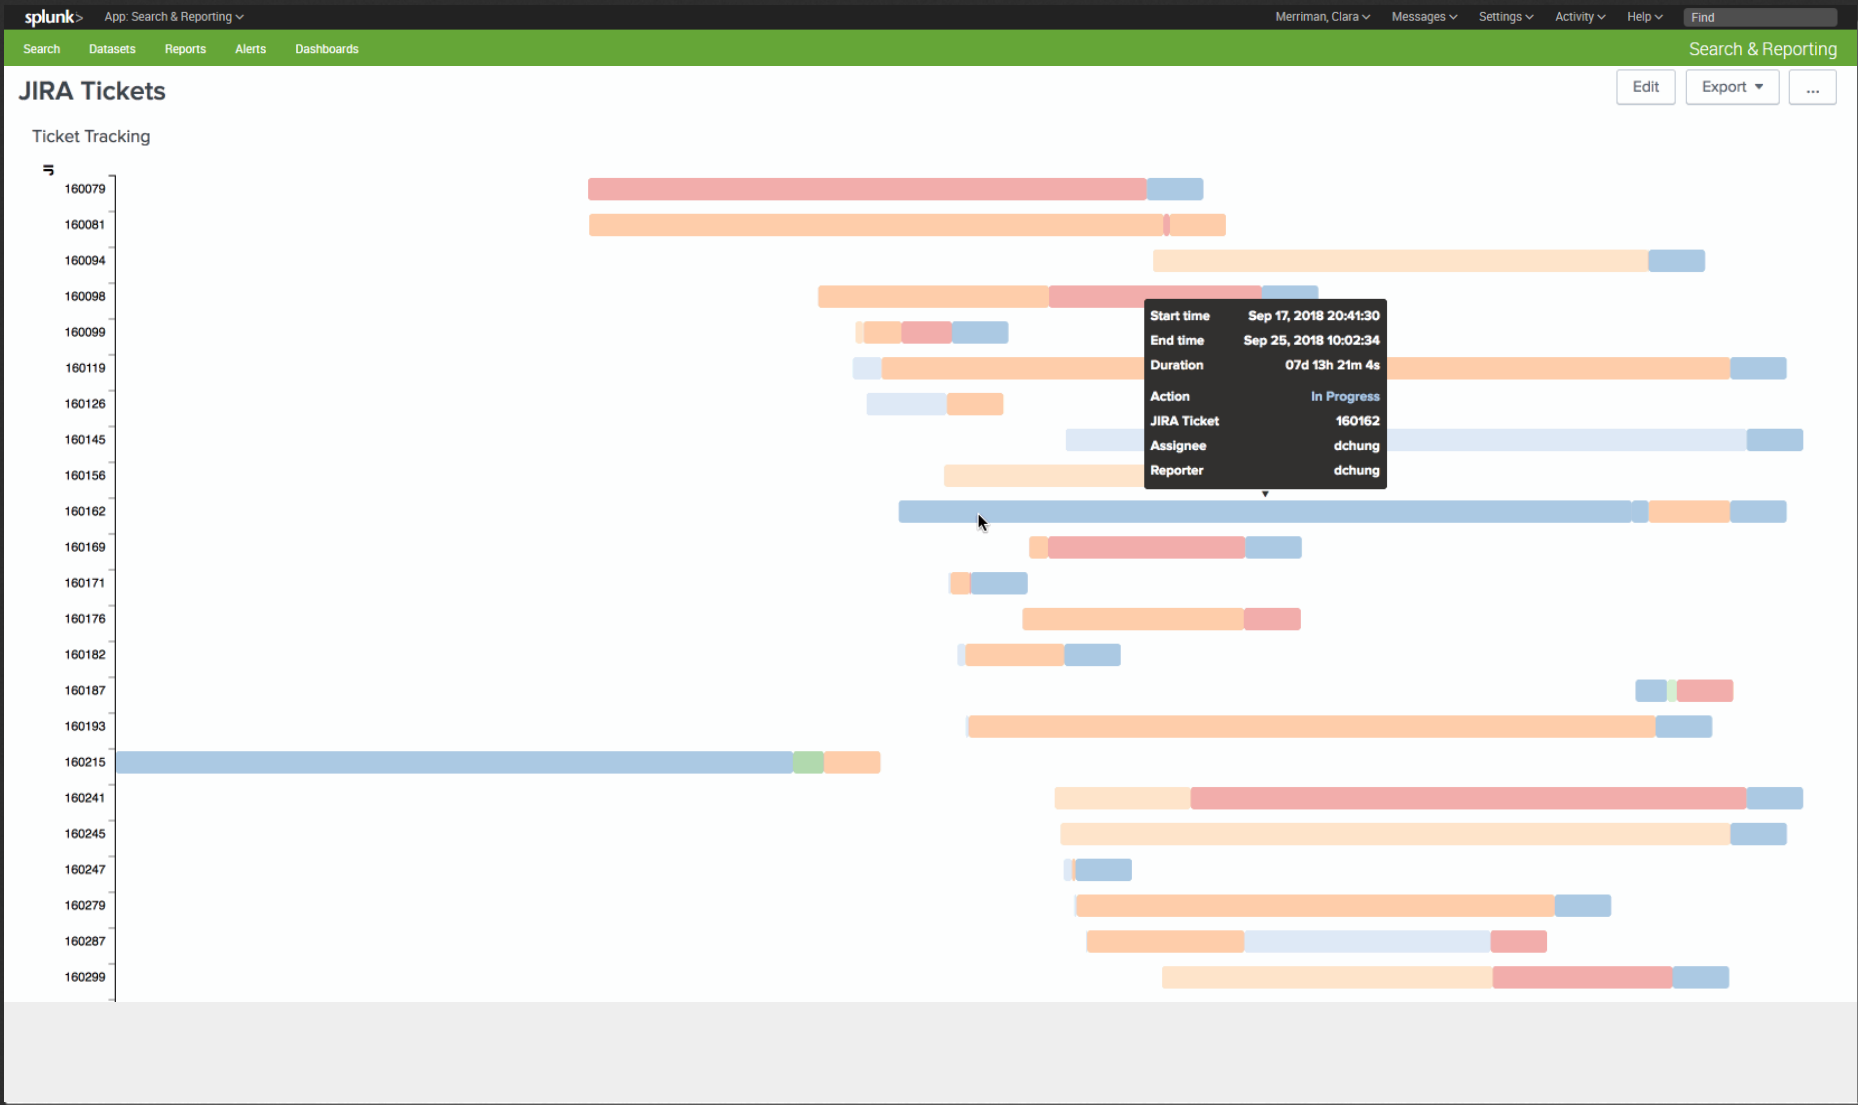 splunk> App: Search & Reporting Merriman, Clara Messages Settings Activity Help Find
Search Datasets Reports Alerts Dashboards Search & Reporting
JIRA Tickets Edit Export ...
Ticket Tracking
160079
160081
160094
160098
160099
160119
160126
160145
160156
160162
160169
160171
160176
160182
160187
160193
160215
160241
160245
160247
160279
160287
160299
Start time Sep 17, 2018 20:41:30
End time Sep 25, 2018 10:02:34
Duration 07d 13h 21m 4s
Action In Progress
JIRA Ticket 160162
Assignee dchung
Reporter dchung